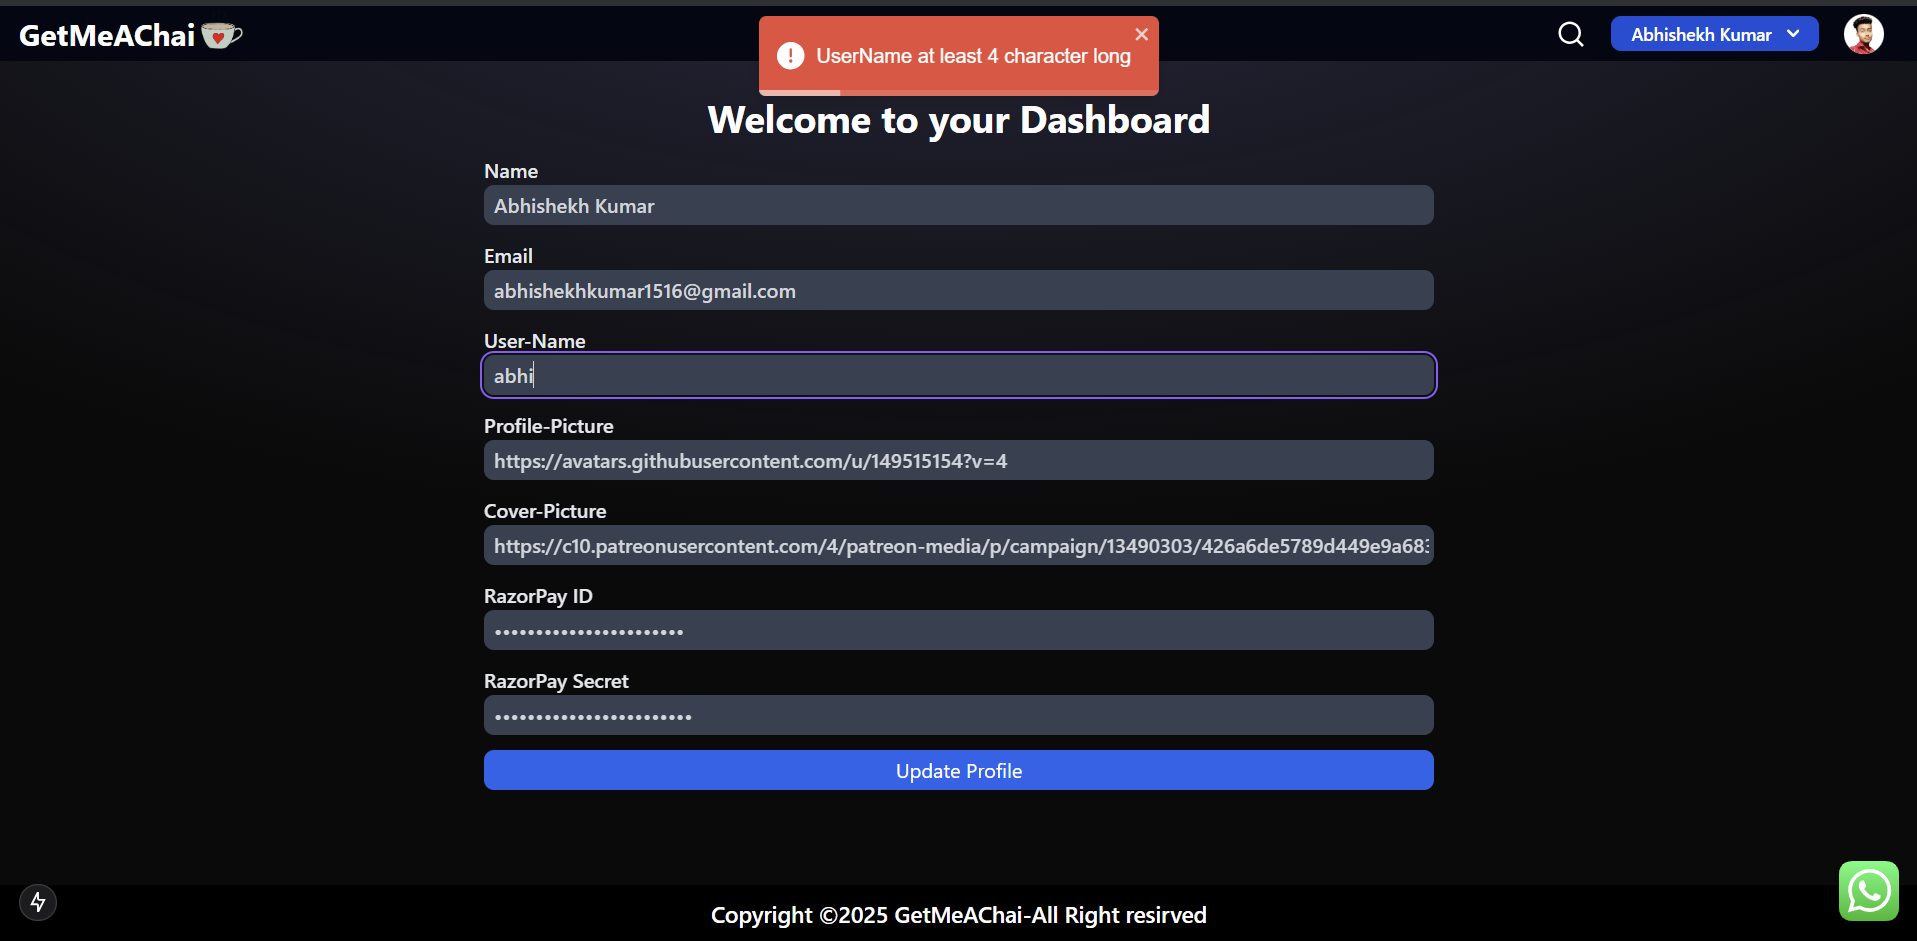 GetMeAChai
UserName at least 4 character long
Abhishekh Kumar
Welcome to your Dashboard
Name
Abhishekh Kumar
Email
abhishekhkumar1516@gmail.com
User-Name
abhi
Profile-Picture
https://avatars.githubusercontent.com/u/149515154?v=4
Cover-Picture
https://c10.patreonusercontent.com/4/patreon-media/p/campaign/13490303/426a6de5789d449e9a683
RazorPay ID
•••••••••••••••••••••••
RazorPay Secret
••••••••••••••••••••••••
Update Profile
Copyright ©2025 GetMeAChai-All Right resirved